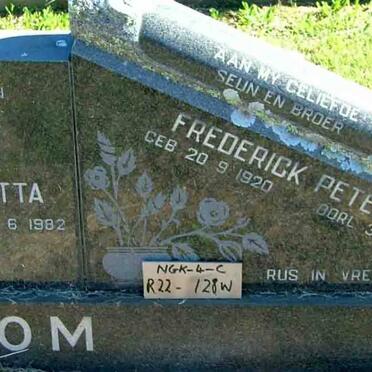 AAN MY GELIEFDE
SEUN EN BROER
FREDERICK PETE
GEB 20 9 1920
OORL 3
RUS IN VRE
TTA
6 1982
NGK-4-C
R22- 128W
OM